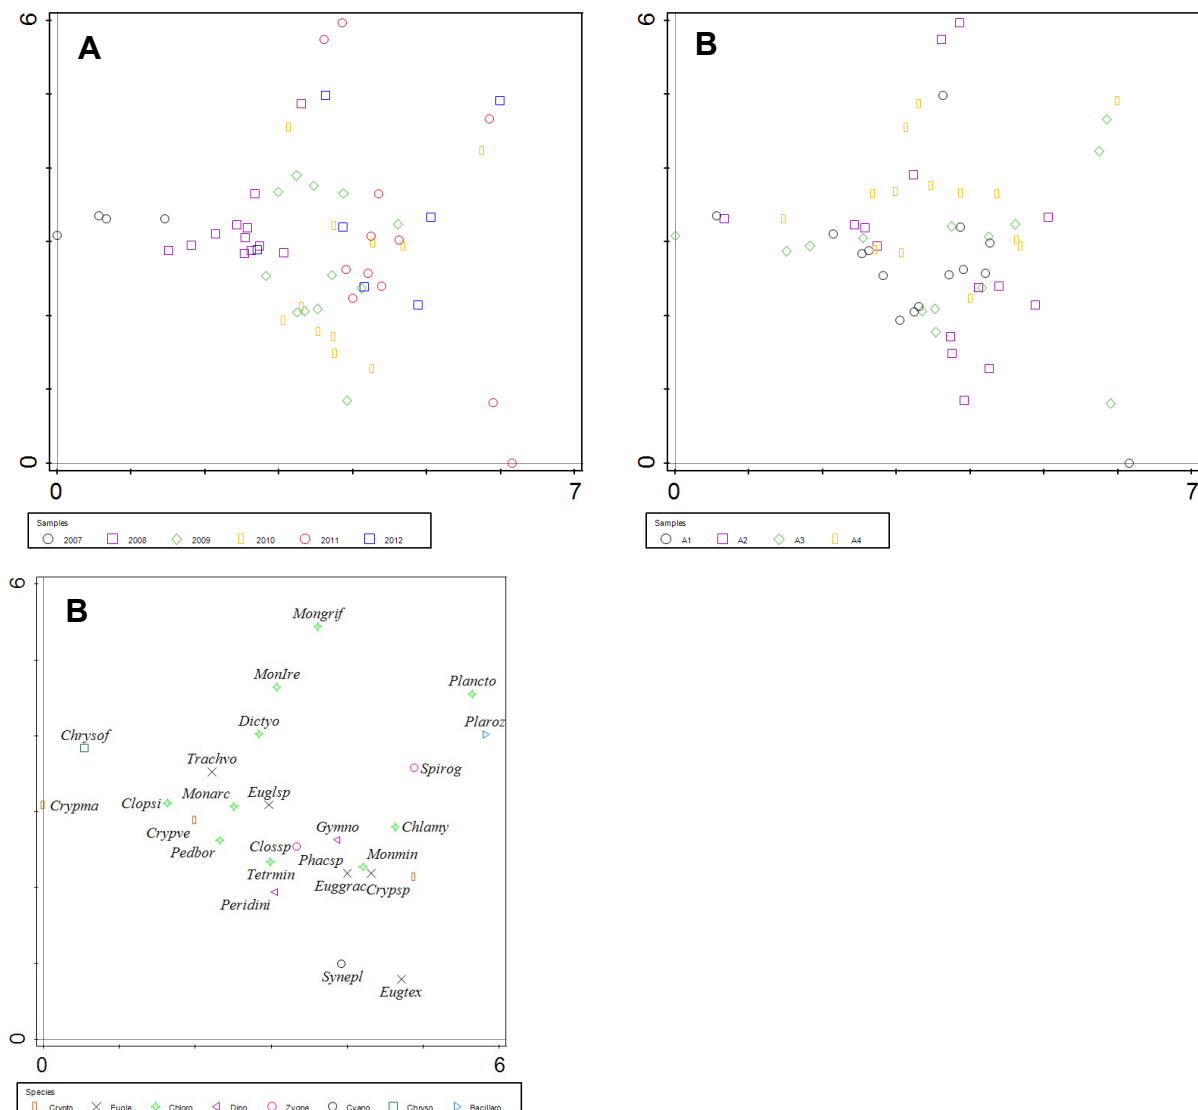 A
6
0
0
7
Samples
2007 2008 2009 2010 2011 2012
B
6
0
0
7
Samples
A1 A2 A3 A4
B
6
0
0
6
Mongrif
MonIre
Plancto
Dictyo
Plaroz
Chrysof
Trachvo
Spirog
Clopsi
Monarc
Euglsp
Crypma
Crypve
Gymno
Chlamy
Pedbor
Clossp
Phacsp
Monmin
Tetrmin
Euggrac
Crypsp
Peridini
Synepl
Eugtex
Species
Crypto Eugle Chloro Dino Zygne Cyano Chryso Bacillaro